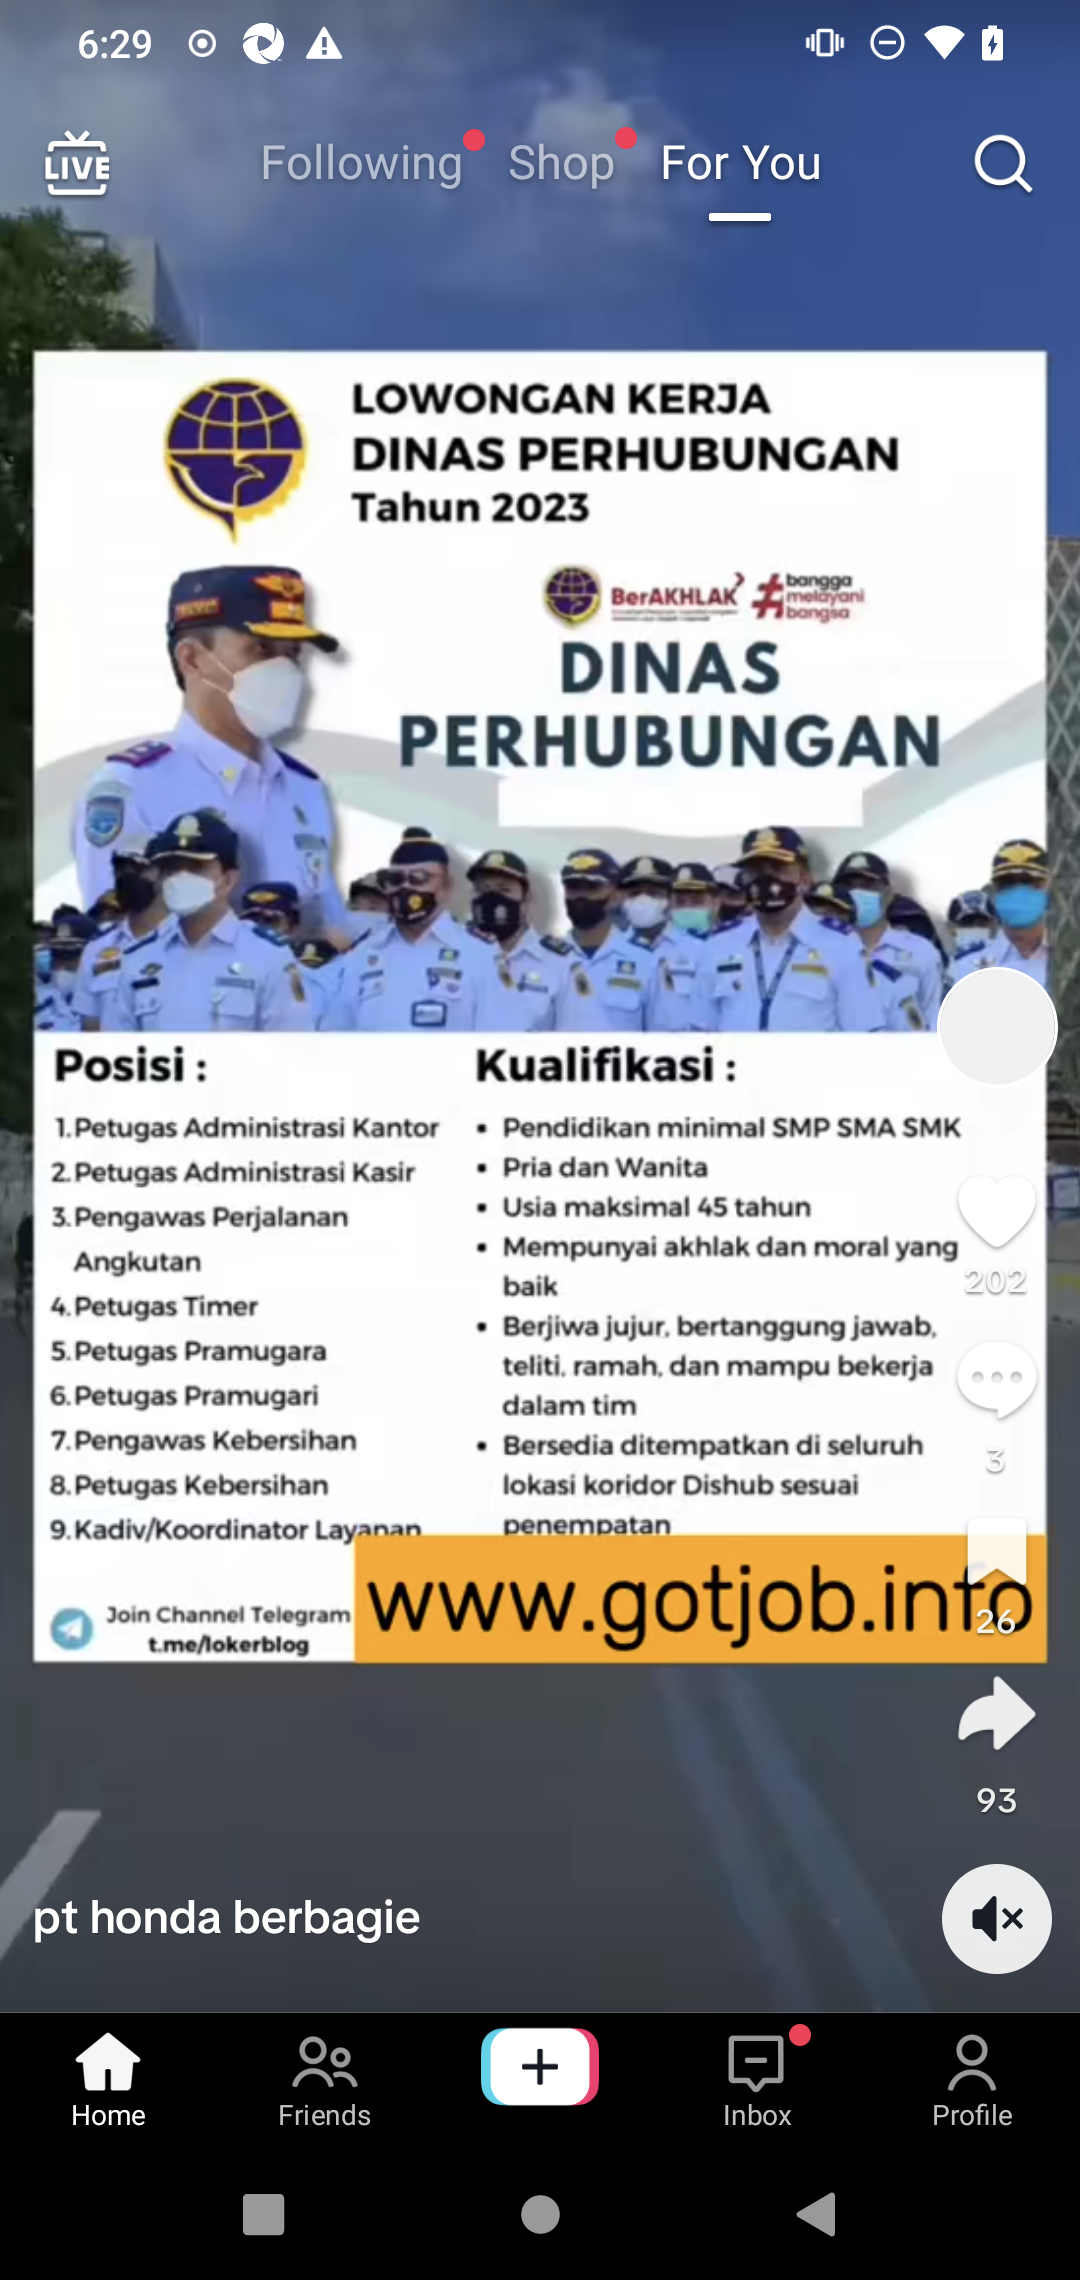 6:29
LIVE
Following Shop For You
LOWONGAN KERJA
DINAS PERHUBUNGAN
Tahun 2023
BerAKHLAK
bangga
melayani
bangsa
DINAS
PERHUBUNGAN
Posisi :
1. Petugas Administrasi Kantor
2. Petugas Administrasi Kasir
3. Pengawas Perjalanan
Angkutan
4. Petugas Timer
5. Petugas Pramugara
6. Petugas Pramugari
7. Pengawas Kebersihan
8. Petugas Kebersihan
9. Kadiv/Koordinator Layanan
Kualifikasi :
• Pendidikan minimal SMP SMA SMK
• Pria dan Wanita
• Usia maksimal 45 tahun
• Mempunyai akhlak dan moral yang
baik
• Berjiwa jujur, bertanggung jawab,
teliti, ramah, dan mampu bekerja
dalam tim
• Bersedia ditempatkan di seluruh
lokasi koridor Dishub sesuai
penempatan
Join Channel Telegram
t.me/lokerblog
www.gotjob.info
202
3
26
93
pt honda berbagie
Home
Friends
Inbox
Profile